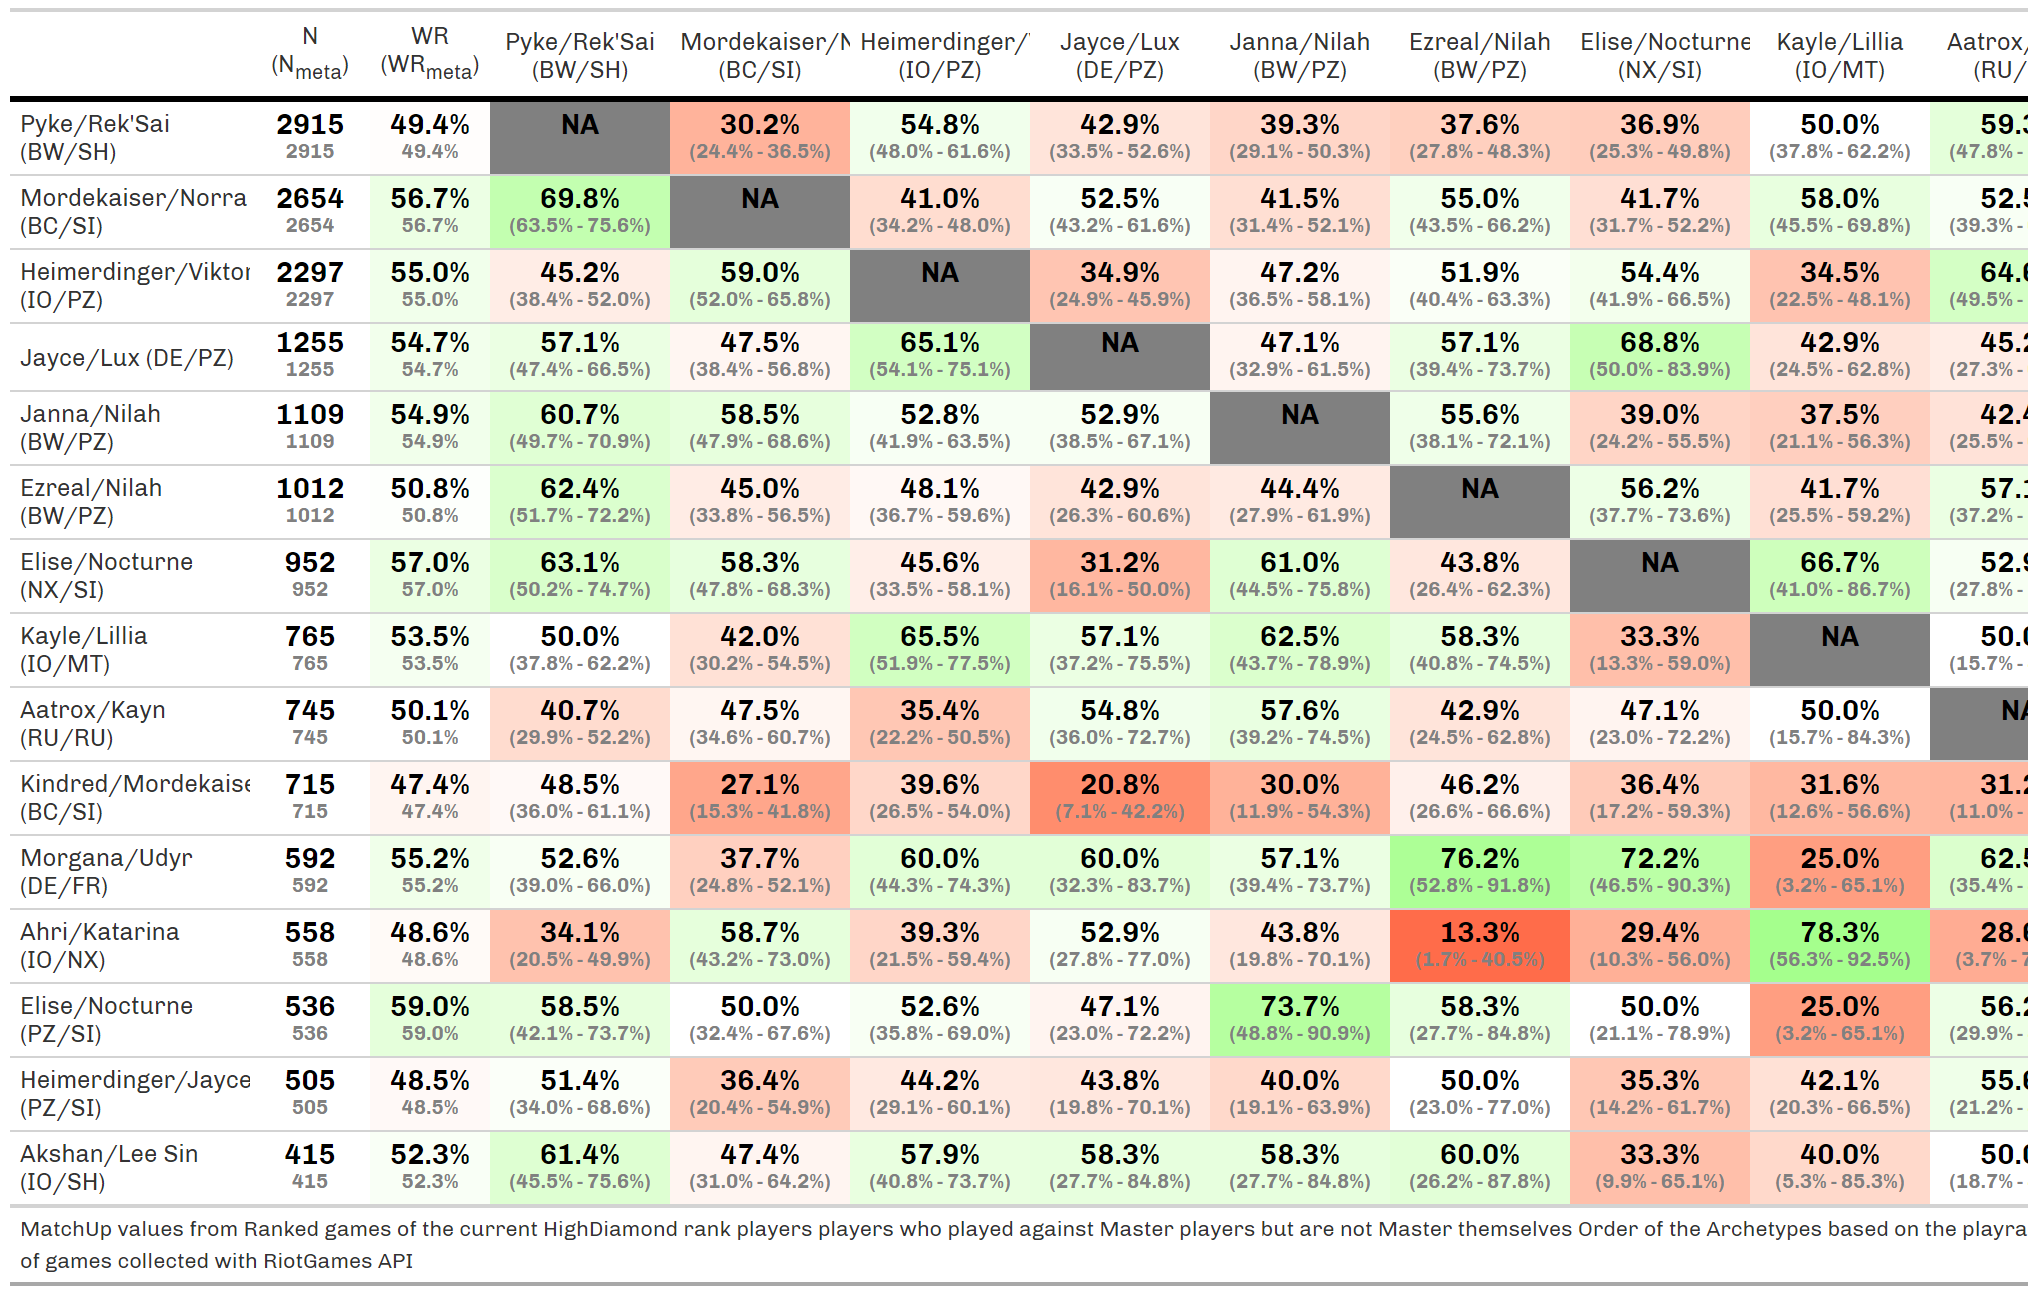 N WR Pyke/Rek'Sai Mordekaiser/N Heimerdinger/ Jayce/Lux Janna/Nilah Ezreal/Nilah Elise/Nocturne Kayle/Lillia Aatrox/
(Nmeta) (WRmeta) (BW/SH) (BC/SI) (IO/PZ) (DE/PZ) (BW/PZ) (BW/PZ) (NX/SI) (IO/MT) (RU/
Pyke/Rek'Sai 2915 49.4% NA 30.2% 54.8% 42.9% 39.3% 37.6% 36.9% 50.0% 59.3
(BW/SH) 2915 49.4% (24.4% - 36.5%) (48.0% - 61.6%) (33.5% - 52.6%) (29.1% - 50.3%) (27.8% - 48.3%) (25.3% - 49.8%) (37.8% - 62.2%) (47.8% -
Mordekaiser/Norra 2654 56.7% 69.8% NA 41.0% 52.5% 41.5% 55.0% 41.7% 58.0% 52.5
(BC/SI) 2654 56.7% (63.5% - 75.6%) (34.2% - 48.0%) (43.2% - 61.6%) (31.4% - 52.1%) (43.5% - 66.2%) (31.7% - 52.2%) (45.5% - 69.8%) (39.3% -
Heimerdinger/Viktor 2297 55.0% 45.2% 59.0% NA 34.9% 47.2% 51.9% 54.4% 34.5% 64.6
(IO/PZ) 2297 55.0% (38.4% - 52.0%) (52.0% - 65.8%) (24.9% - 45.9%) (36.5% - 58.1%) (40.4% - 63.3%) (41.9% - 66.5%) (22.5% - 48.1%) (49.5% -
Jayce/Lux (DE/PZ) 1255 54.7% 57.1% 47.5% 65.1% NA 47.1% 57.1% 68.8% 42.9% 45.2
1255 54.7% (47.4% - 66.5%) (38.4% - 56.8%) (54.1% - 75.1%) (32.9% - 61.5%) (39.4% - 73.7%) (50.0% - 83.9%) (24.5% - 62.8%) (27.3% -
Janna/Nilah 1109 54.9% 60.7% 58.5% 52.8% 52.9% NA 55.6% 39.0% 37.5% 42.4
(BW/PZ) 1109 54.9% (49.7% - 70.9%) (47.9% - 68.6%) (41.9% - 63.5%) (38.5% - 67.1%) (38.1% - 72.1%) (24.2% - 55.5%) (21.1% - 56.3%) (25.5% -
Ezreal/Nilah 1012 50.8% 62.4% 45.0% 48.1% 42.9% 44.4% NA 56.2% 41.7% 57.1
(BW/PZ) 1012 50.8% (51.7% - 72.2%) (33.8% - 56.5%) (36.7% - 59.6%) (26.3% - 60.6%) (27.9% - 61.9%) (37.7% - 73.6%) (25.5% - 59.2%) (37.2% -
Elise/Nocturne 952 57.0% 63.1% 58.3% 45.6% 31.2% 61.0% 43.8% NA 66.7% 52.9
(NX/SI) 952 57.0% (50.2% - 74.7%) (47.8% - 68.3%) (33.5% - 58.1%) (16.1% - 50.0%) (44.5% - 75.8%) (26.4% - 62.3%) (41.0% - 86.7%) (27.8% -
Kayle/Lillia 765 53.5% 50.0% 42.0% 65.5% 57.1% 62.5% 58.3% 33.3% NA 50.0
(IO/MT) 765 53.5% (37.8% - 62.2%) (30.2% - 54.5%) (51.9% - 77.5%) (37.2% - 75.5%) (43.7% - 78.9%) (40.8% - 74.5%) (13.3% - 59.0%) (15.7% -
Aatrox/Kayn 745 50.1% 40.7% 47.5% 35.4% 54.8% 57.6% 42.9% 47.1% 50.0% NA
(RU/RU) 745 50.1% (29.9% - 52.2%) (34.6% - 60.7%) (22.2% - 50.5%) (36.0% - 72.7%) (39.2% - 74.5%) (24.5% - 62.8%) (23.0% - 72.2%) (15.7% - 84.3%)
Kindred/Mordekaise 715 47.4% 48.5% 27.1% 39.6% 20.8% 30.0% 46.2% 36.4% 31.6% 31.2
(BC/SI) 715 47.4% (36.0% - 61.1%) (15.3% - 41.8%) (26.5% - 54.0%) (7.1% - 42.2%) (11.9% - 54.3%) (26.6% - 66.6%) (17.2% - 59.3%) (12.6% - 56.6%) (11.0% -
Morgana/Udyr 592 55.2% 52.6% 37.7% 60.0% 60.0% 57.1% 76.2% 72.2% 25.0% 62.5
(DE/FR) 592 55.2% (39.0% - 66.0%) (24.8% - 52.1%) (44.3% - 74.3%) (32.3% - 83.7%) (39.4% - 73.7%) (52.8% - 91.8%) (46.5% - 90.3%) (3.2% - 65.1%) (35.4% -
Ahri/Katarina 558 48.6% 34.1% 58.7% 39.3% 52.9% 43.8% 13.3% 29.4% 78.3% 28.6
(IO/NX) 558 48.6% (20.5% - 49.9%) (43.2% - 73.0%) (21.5% - 59.4%) (27.8% - 77.0%) (19.8% - 70.1%) (1.7% - 40.5%) (10.3% - 56.0%) (56.3% - 92.5%) (3.7% - 7
Elise/Nocturne 536 59.0% 58.5% 50.0% 52.6% 47.1% 73.7% 58.3% 50.0% 25.0% 56.2
(PZ/SI) 536 59.0% (42.1% - 73.7%) (32.4% - 67.6%) (35.8% - 69.0%) (23.0% - 72.2%) (48.8% - 90.9%) (27.7% - 84.8%) (21.1% - 78.9%) (3.2% - 65.1%) (29.9% -
Heimerdinger/Jayce 505 48.5% 51.4% 36.4% 44.2% 43.8% 40.0% 50.0% 35.3% 42.1% 55.6
(PZ/SI) 505 48.5% (34.0% - 68.6%) (20.4% - 54.9%) (29.1% - 60.1%) (19.8% - 70.1%) (19.1% - 63.9%) (23.0% - 77.0%) (14.2% - 61.7%) (20.3% - 66.5%) (21.2% -
Akshan/Lee Sin 415 52.3% 61.4% 47.4% 57.9% 58.3% 58.3% 60.0% 33.3% 40.0% 50.0
(IO/SH) 415 52.3% (45.5% - 75.6%) (31.0% - 64.2%) (40.8% - 73.7%) (27.7% - 84.8%) (27.7% - 84.8%) (26.2% - 87.8%) (9.9% - 65.1%) (5.3% - 85.3%) (18.7% -
MatchUp values from Ranked games of the current HighDiamond rank players players who played against Master players but are not Master themselves Order of the Archetypes based on the playra
of games collected with RiotGames API